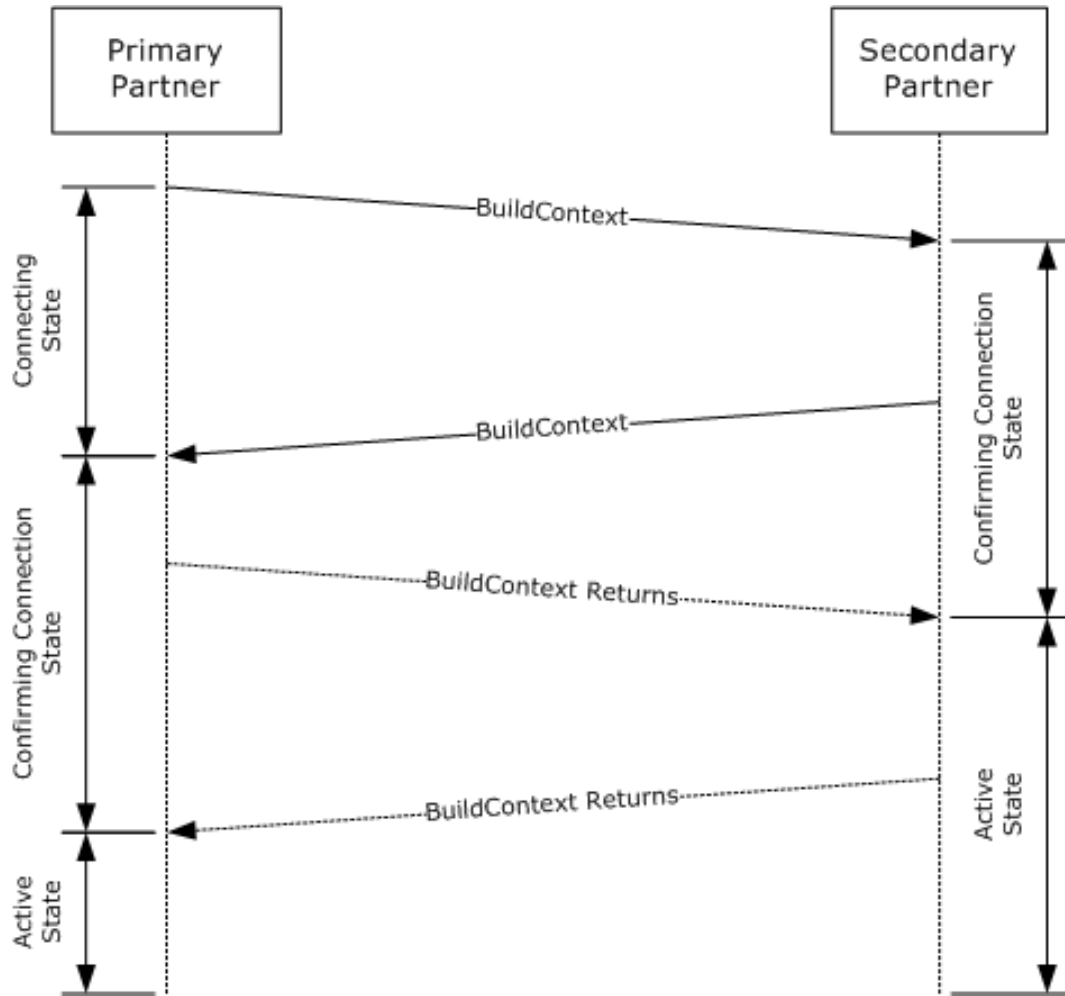 Primary
Partner
Secondary
Partner
BuildContext
Connecting
State
Confirming Connection
State
BuildContext
Confirming Connection
State
BuildContext Returns
BuildContext Returns
Active
State
Active
State